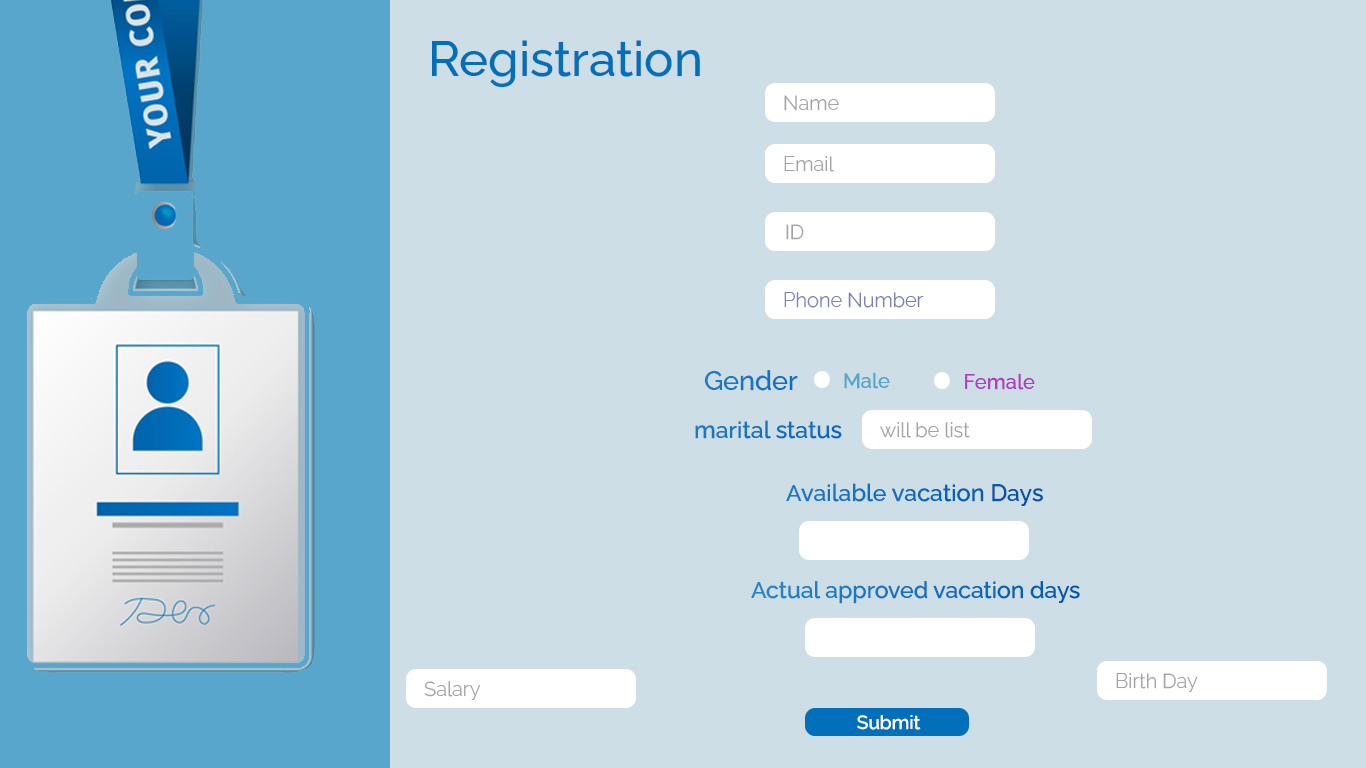 YOUR CO
Registration
Name
Email
ID
Phone Number
Gender Male Female
marital status will be list
Available vacation Days
Actual approved vacation days
Salary
Birth Day
Submit